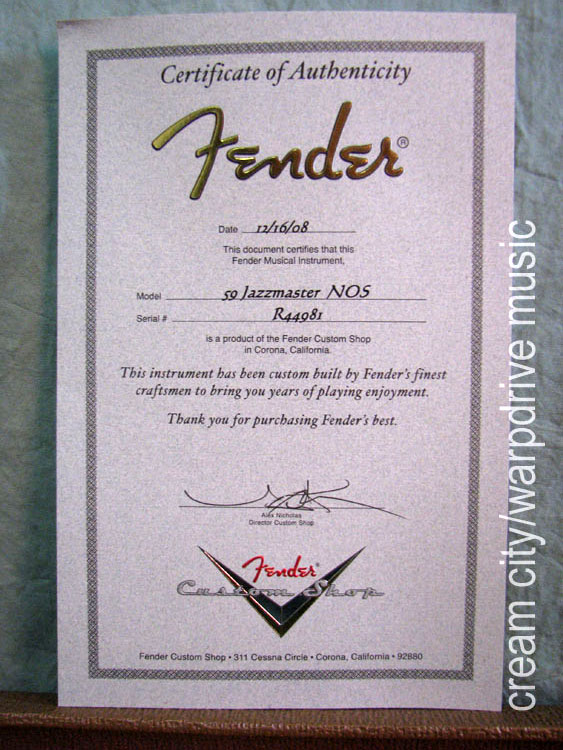 Certificate of Authenticity
Fender®
Date 12/16/08
This document certifies that this
Fender Musical Instrument,
Model 59 Jazzmaster NOS
Serial # R44981
is a product of the Fender Custom Shop
in Corona, California.
This instrument has been custom built by Fender's finest
craftsmen to bring you years of playing enjoyment.
Thank you for purchasing Fender's best.
Alex Nicholas
Director Custom Shop
Fender®
Custom Shop
Fender Custom Shop • 311 Cessna Circle • Corona, California • 92880
cream city/warpdrive music